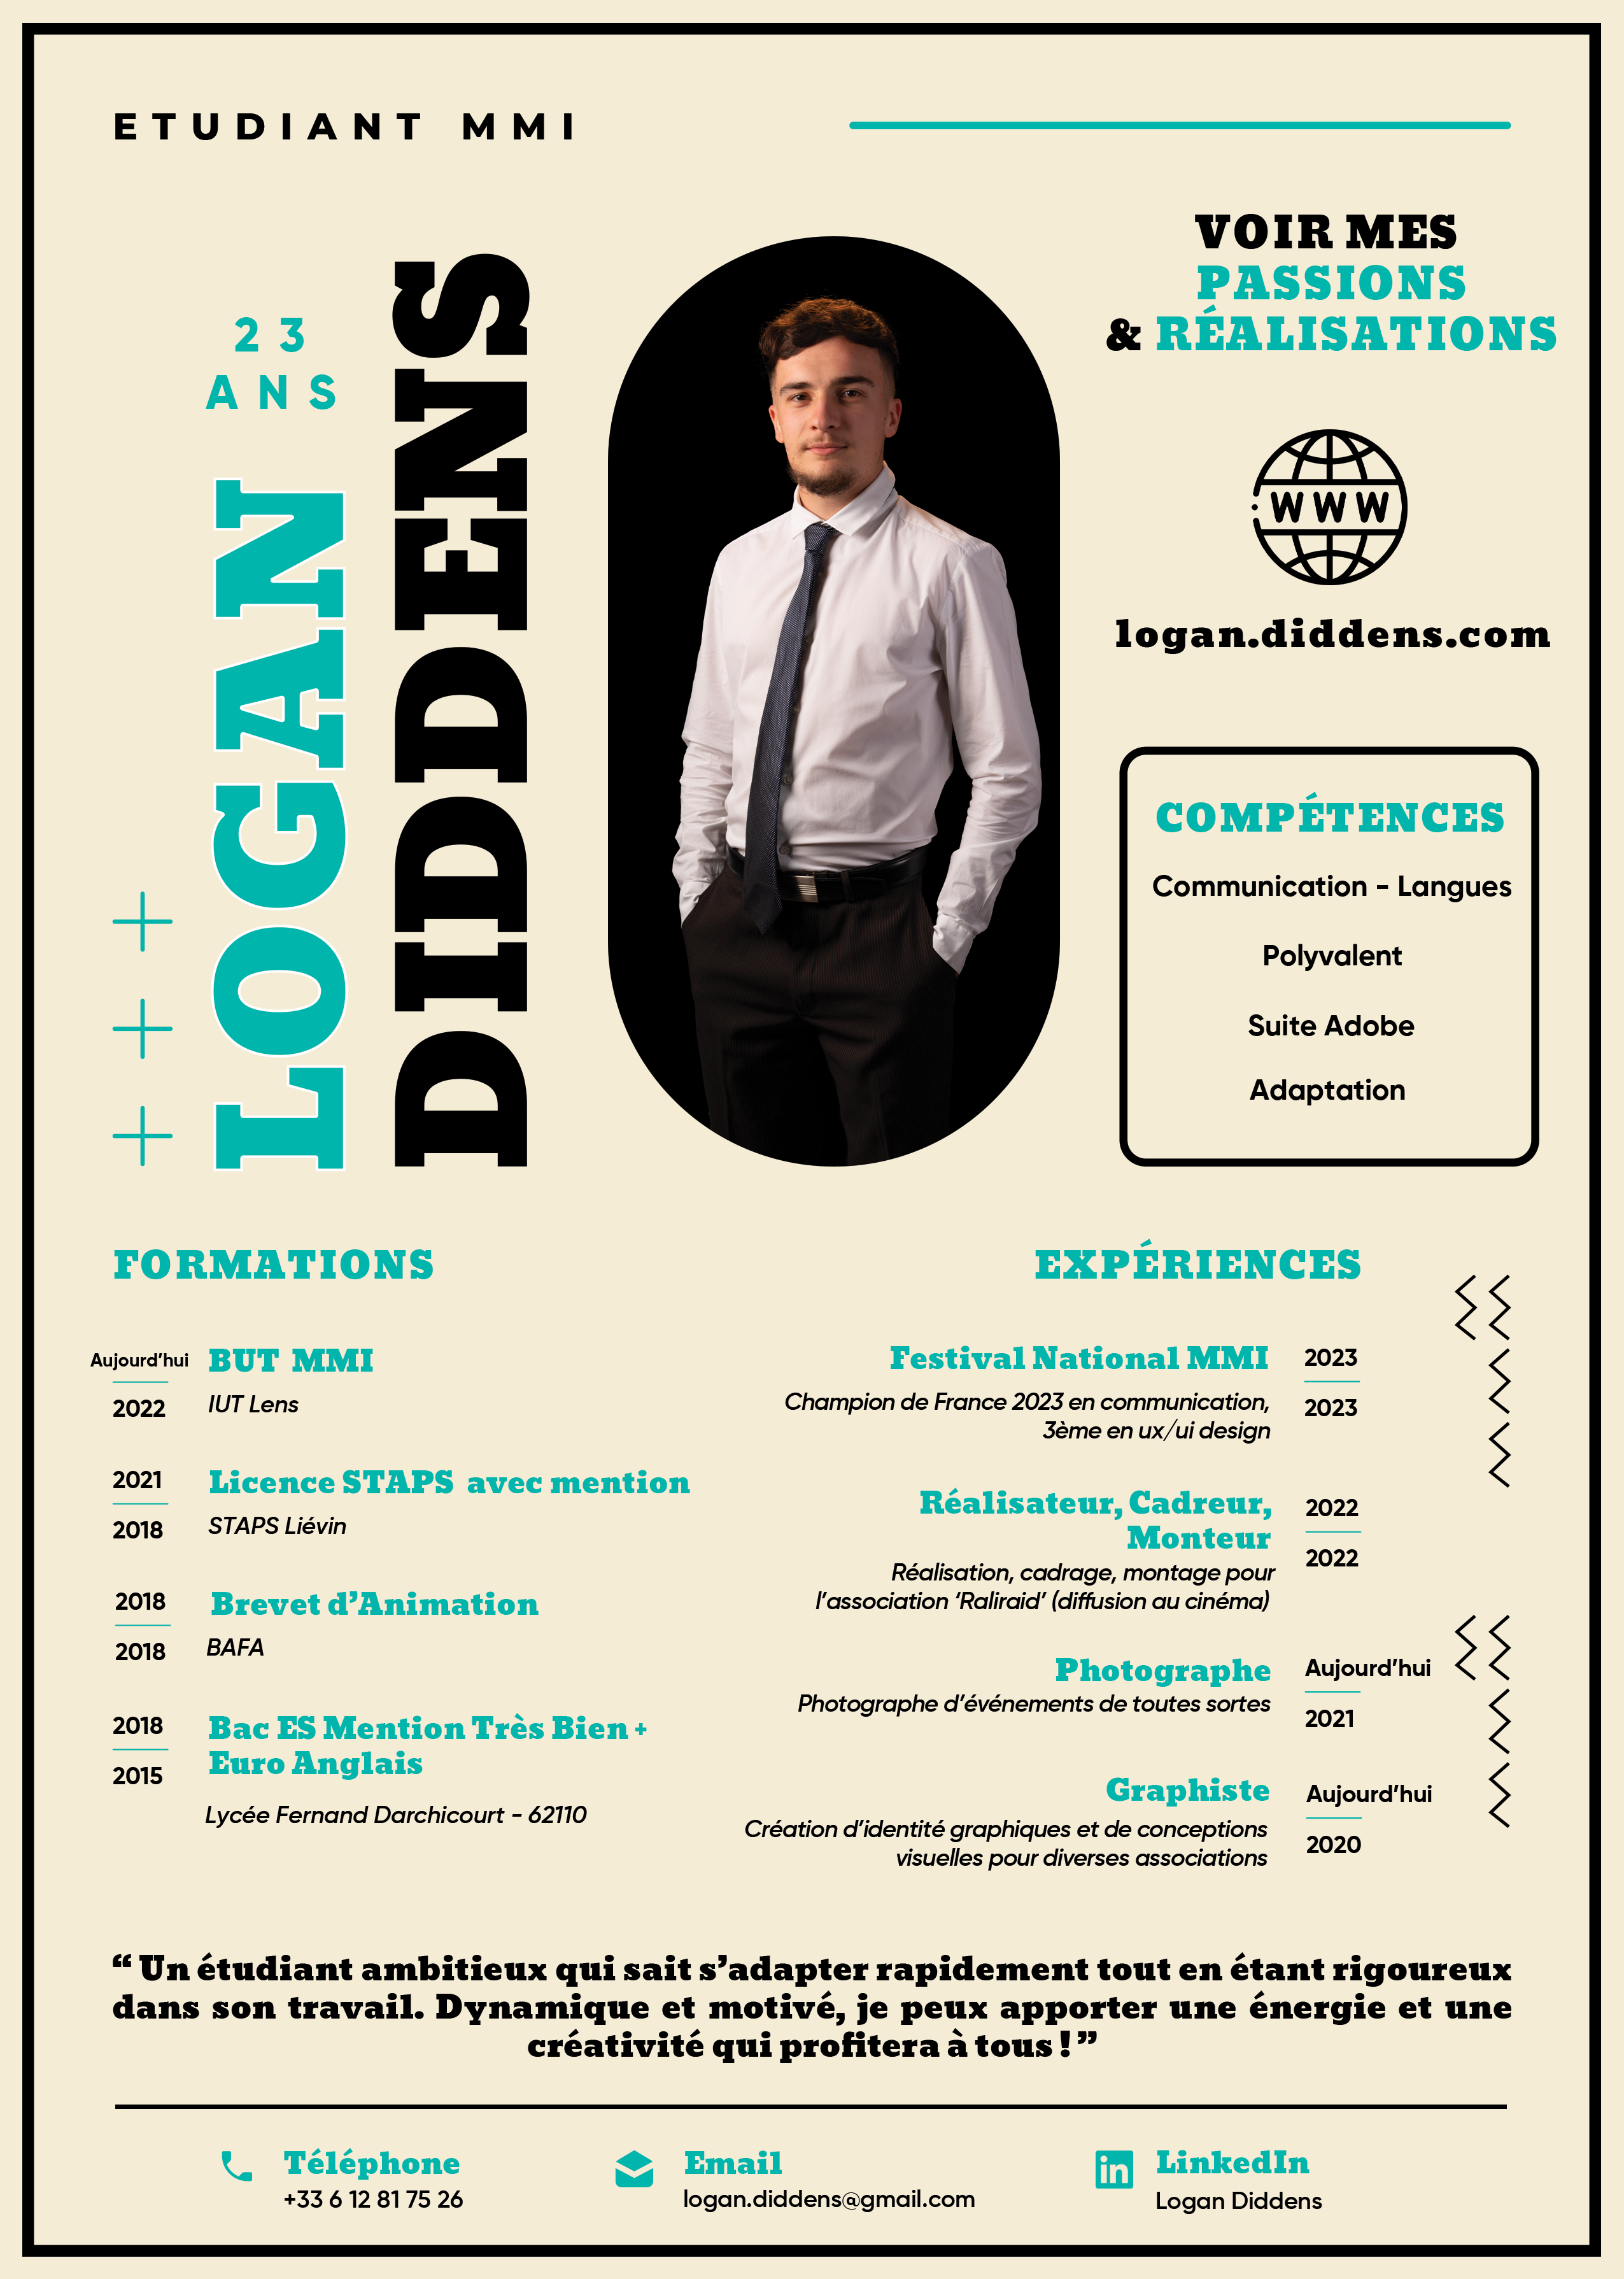 ETUDIANT MMI
VOIR MES
PASSIONS
& RÉALISATIONS
23
ANS
LOGAN
DIDDENS
WWW
logan.diddens.com
COMPÉTENCES
Communication - Langues
Polyvalent
Suite Adobe
Adaptation
FORMATIONS
Aujourd’hui
2022
BUT MMI
IUT Lens
2021
2018
Licence STAPS avec mention
STAPS Liévin
2018
2018
Brevet d’Animation
BAFA
2018
2015
Bac ES Mention Très Bien +
Euro Anglais
Lycée Fernand Darchicourt - 62110
EXPÉRIENCES
Festival National MMI
Champion de France 2023 en communication,
3ème en ux/ui design
2023
2023
Réalisateur, Cadreur,
Monteur
Réalisation, cadrage, montage pour
l’association ‘Raliraid’ (diffusion au cinéma)
2022
2022
Photographe
Photographe d’événements de toutes sortes
Aujourd’hui
2021
Graphiste
Création d’identité graphiques et de conceptions
visuelles pour diverses associations
Aujourd’hui
2020
“ Un étudiant ambitieux qui sait s’adapter rapidement tout en étant rigoureux
dans son travail. Dynamique et motivé, je peux apporter une énergie et une
créativité qui profitera à tous ! ”
Téléphone
+33 6 12 81 75 26
Email
logan.diddens@gmail.com
in
LinkedIn
Logan Diddens